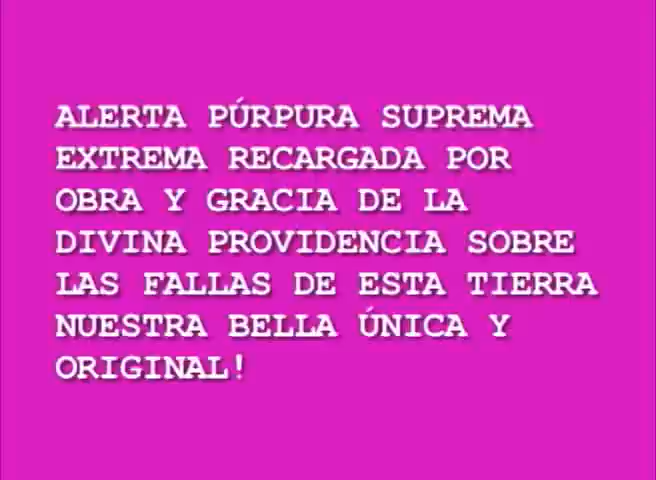 ALERTA PÚRPURA SUPREMA
EXTREMA RECARGADA POR
OBRA Y GRACIA DE LA
DIVINA PROVIDENCIA SOBRE
LAS FALLAS DE ESTA TIERRA
NUESTRA BELLA ÚNICA Y
ORIGINAL!